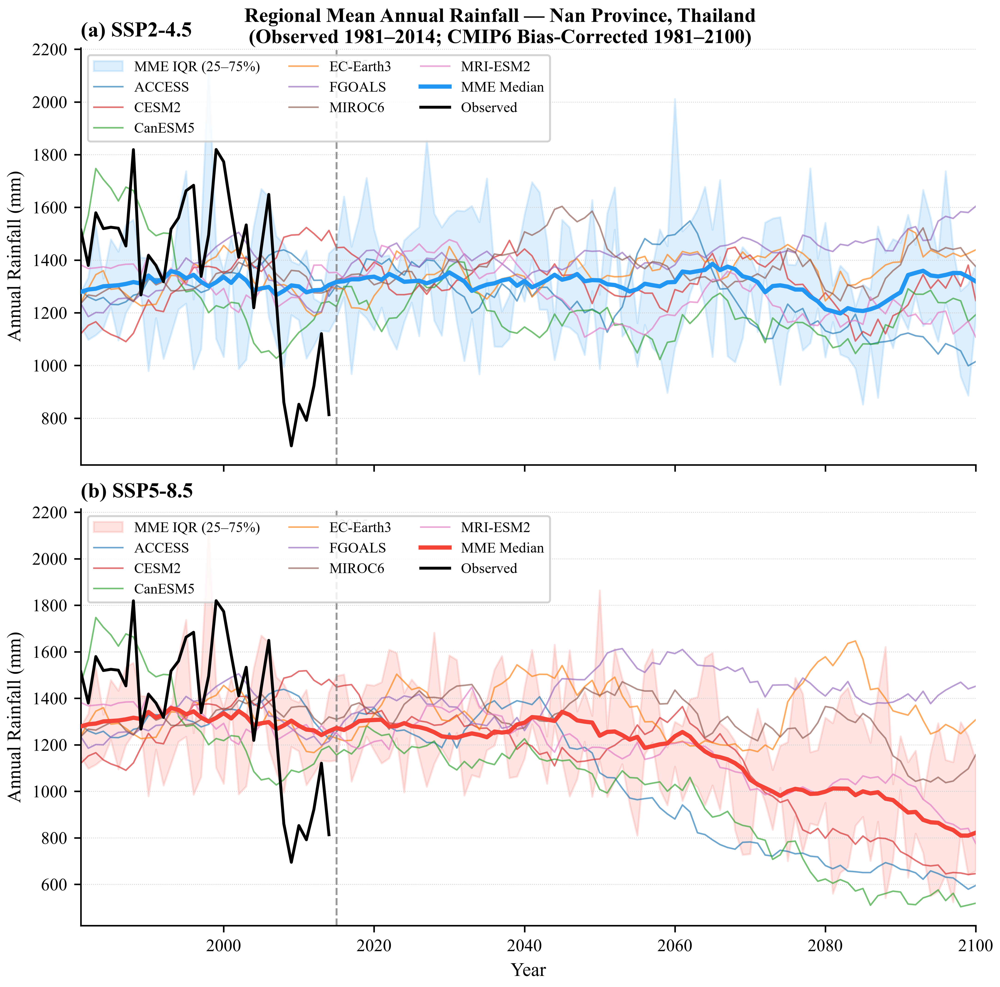 Regional Mean Annual Rainfall — Nan Province, Thailand
(Observed 1981–2014; CMIP6 Bias-Corrected 1981–2100)
(a) SSP2-4.5
MME IQR (25–75%)
ACCESS
CESM2
CanESM5
EC-Earth3
FGOALS
MIROC6
MRI-ESM2
MME Median
Observed
Annual Rainfall (mm)
2200
2000
1800
1600
1400
1200
1000
800
(b) SSP5-8.5
MME IQR (25–75%)
ACCESS
CESM2
CanESM5
EC-Earth3
FGOALS
MIROC6
MRI-ESM2
MME Median
Observed
2015
Annual Rainfall (mm)
2200
2000
1800
1600
1400
1200
1000
800
600
2000 2020 2040 2060 2080 2100
Year